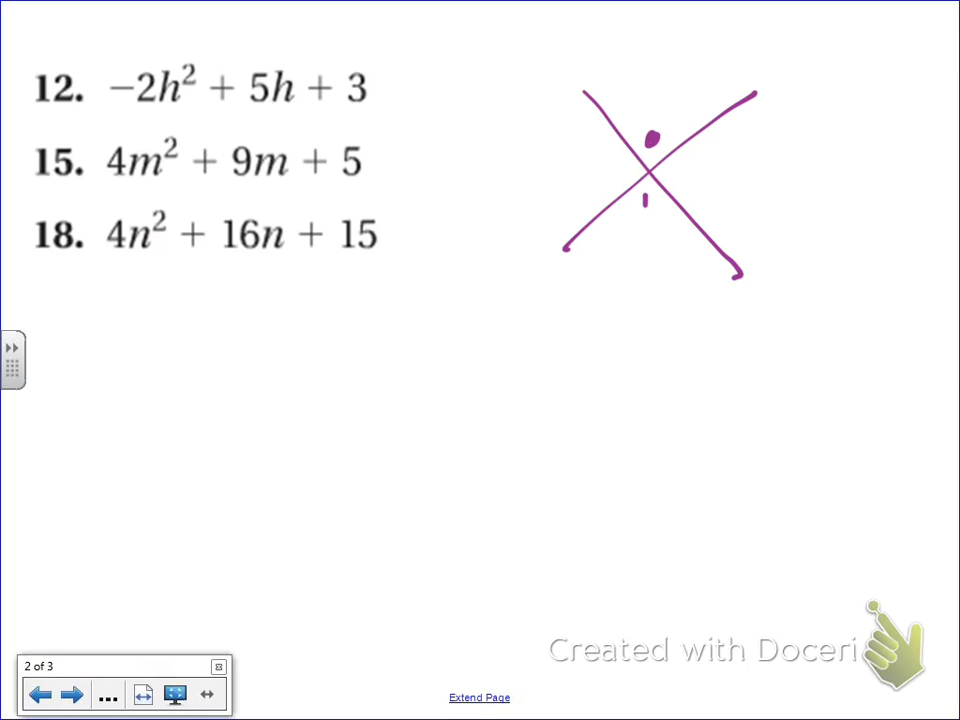 12. −2h² + 5h + 3
15. 4m² + 9m + 5
18. 4n² + 16n + 15
Created with Doceri
2 of 3
Extend Page